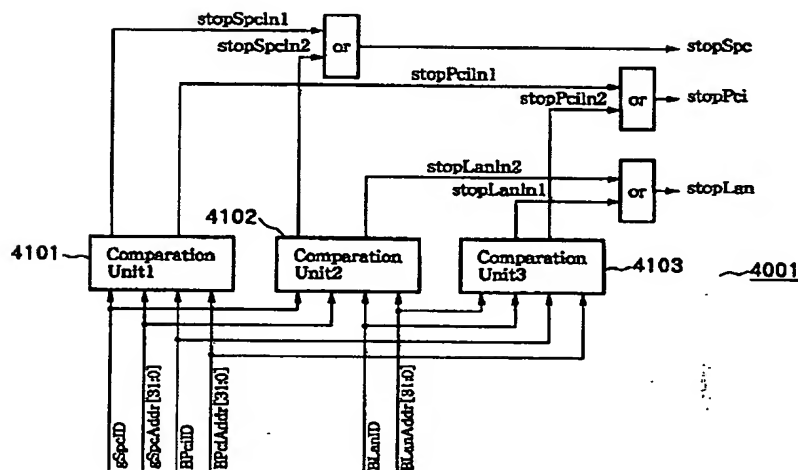 stopSpcIn1
or
stopSpcIn2
stopSpc
stopPciIn1
stopPciIn2
or
stopPci
stopLanIn2
stopLanIn1
or
stopLan
4101
Comparation
Unit1
4102
Comparation
Unit2
Comparation
Unit3
4103
4001
gSpcID
gSpcAddr[31:0]
BPciID
BPciAddr[31:0]
BLanID
BLanAddr[31:0]